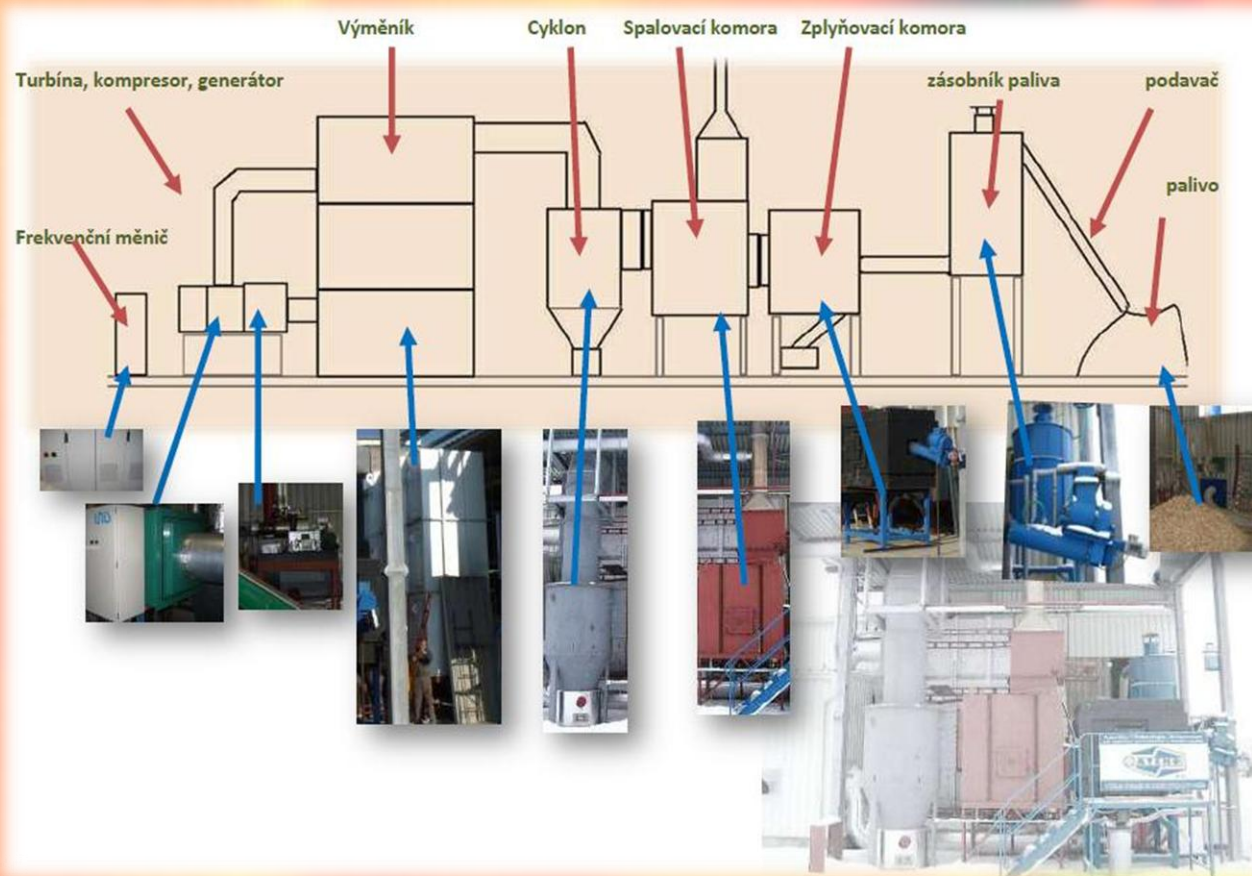 Výměník
Cyklon
Spalovací komora
Zplyňovací komora
Turbína, kompresor, generátor
zásobník paliva
podavač
palivo
Frekvenční měnič